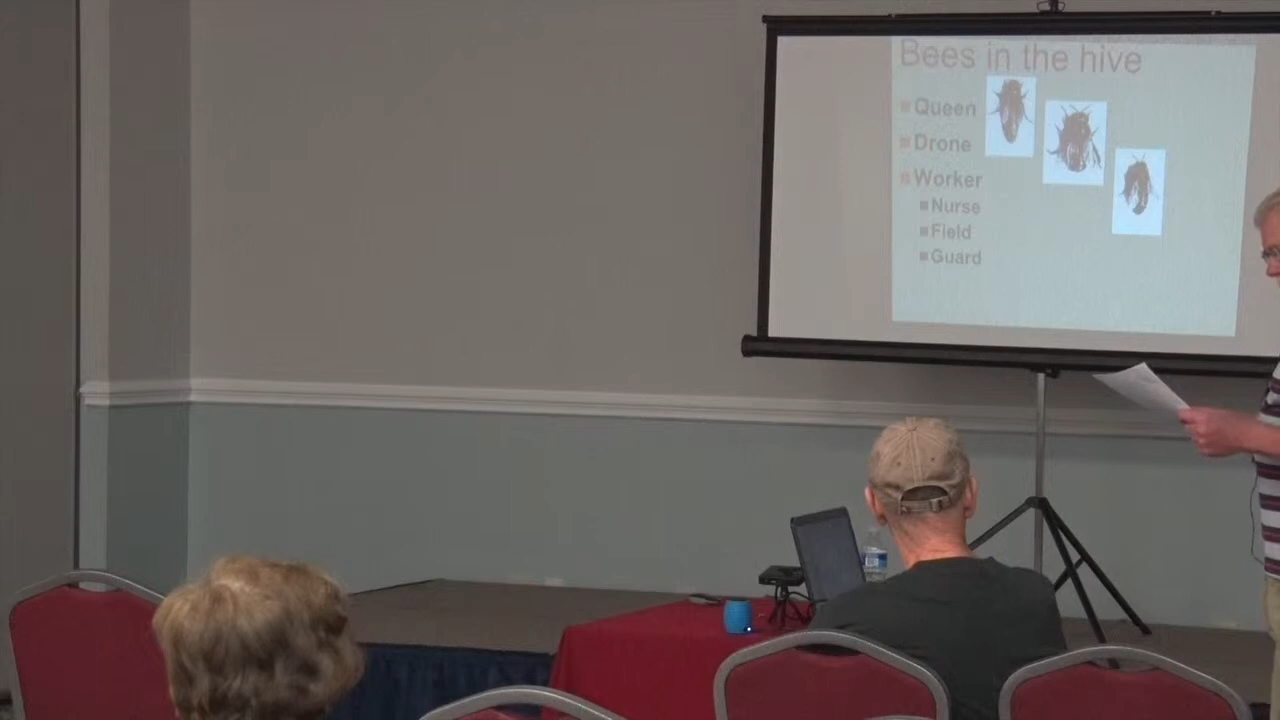 Bees in the hive
Queen
Drone
Worker
Nurse
Field
Guard